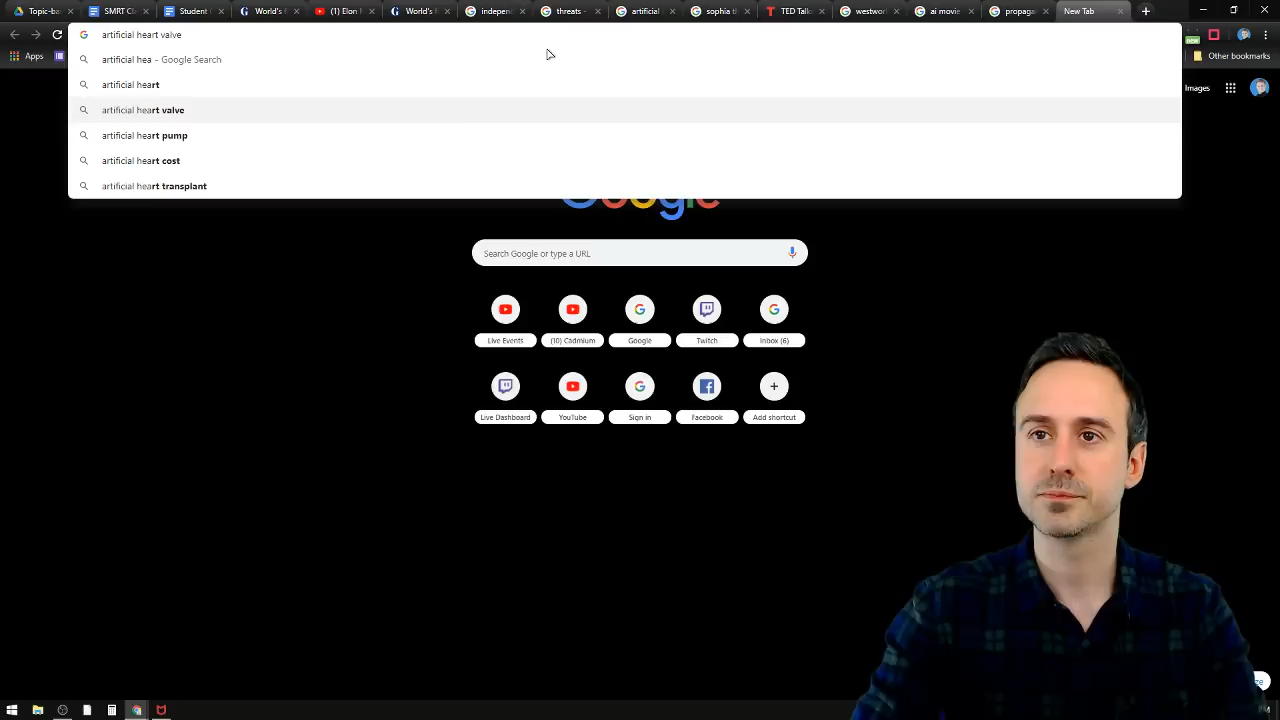 Topic-ba
SMRT Cla
Student
World's
(1) Elon
World's
indepen
threats -
artificial
sophia t
TED Talk
westwor
ai movie
propaga
New Tab
artificial heart valve
new
Apps
artificial hea - Google Search
Other bookmarks
artificial heart
Images
artificial heart valve
artificial heart pump
artificial heart cost
artificial heart transplant
Search Google or type a URL
Live Events
(10) Cadmium
Google
Twitch
Inbox (6)
Live Dashboard
YouTube
Sign in
Facebook
Add shortcut